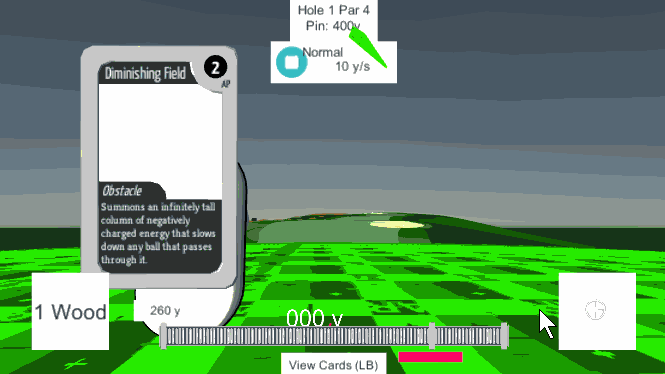 Hole 1 Par 4
Pin: 400y
Normal
10 y/s
Diminishing Field
2
AP
Obstacle
Summons an infinitely tall
column of negatively
charged energy that slows
down any ball that passes
through it.
1 Wood
260 y
000 y
View Cards (LB)